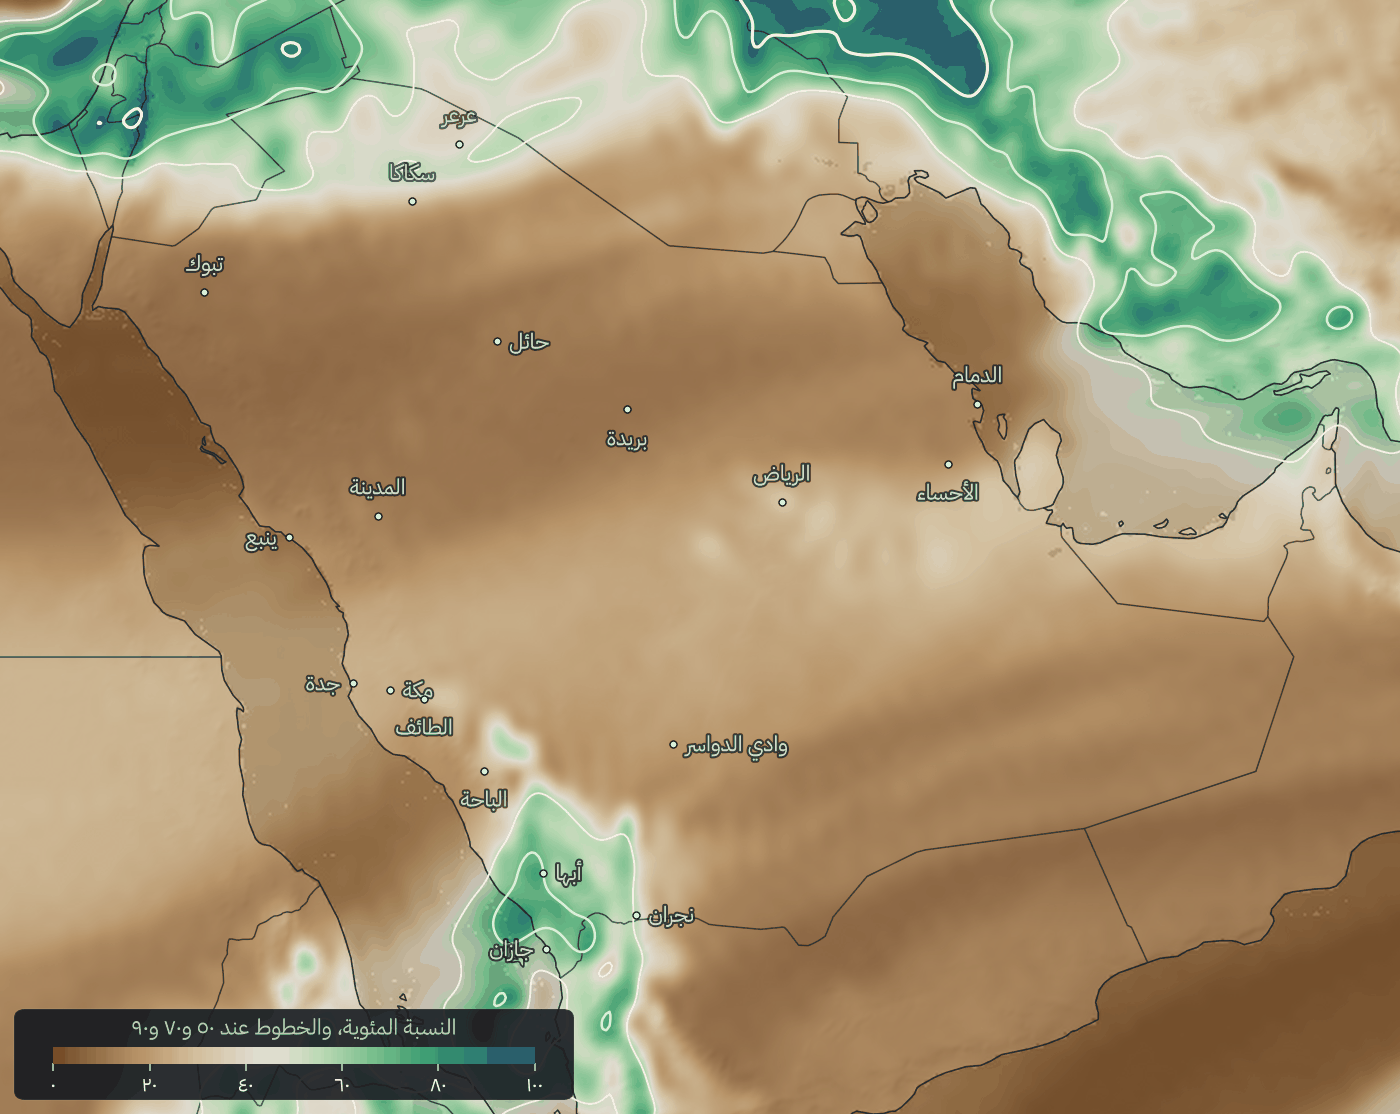 عرعر
سكاكا
تبوك
حائل
الدمام
بريدة
الرياض
المدينة
الأحساء
ينبع
جدة
مكة
الطائف
وادي الدواسر
الباحة
أبها
نجران
جازان
النسبة المئوية، والخطوط عند ٥٠ و٧٠ و٩٠
٠ ٢٠ ٤٠ ٦٠ ٨٠ ١٠٠